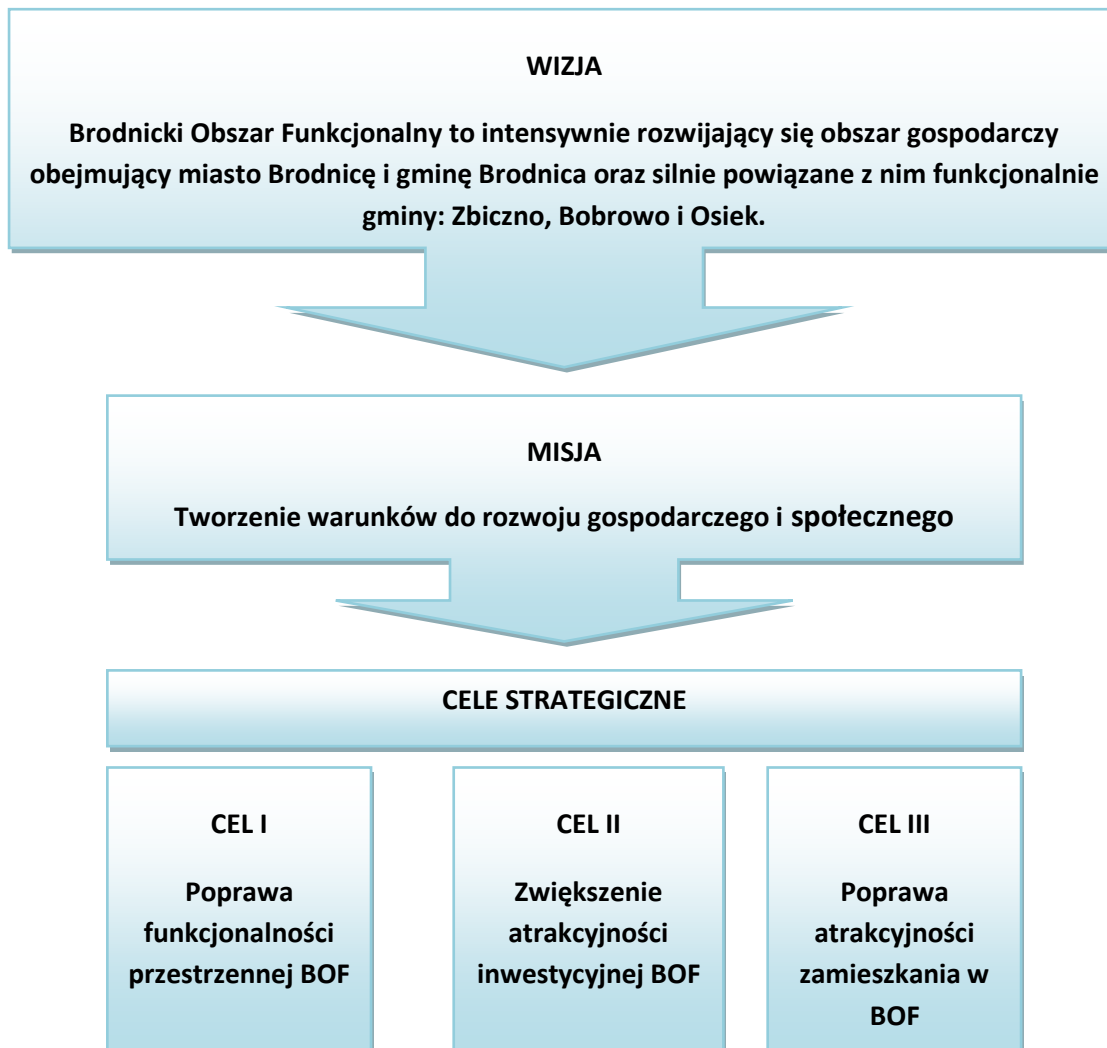 WIZJA
Brodnicki Obszar Funkcjonalny to intensywnie rozwijający się obszar gospodarczy
obejmujący miasto Brodnicę i gminę Brodnica oraz silnie powiązane z nim funkcjonalnie
gminy: Zbiczno, Bobrowo i Osiek.
MISJA
Tworzenie warunków do rozwoju gospodarczego i społecznego
CELE STRATEGICZNE
CEL I
Poprawa
funkcjonalności
przestrzennej BOF
CEL II
Zwiększenie
atrakcyjności
inwestycyjnej BOF
CEL III
Poprawa
atrakcyjności
zamieszkania w
BOF